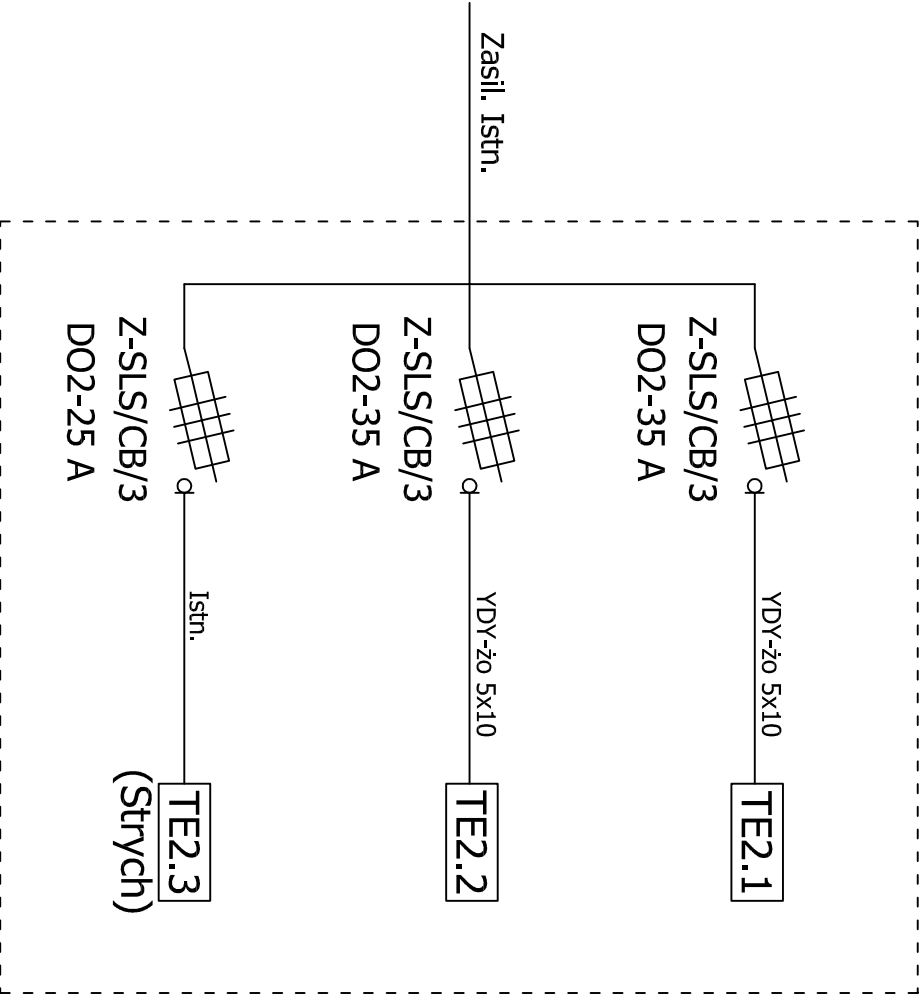 Zasil. Istn.
Z-SLS/CB/3
DO2-35 A
YDY-żo 5x10
TE2.1
Z-SLS/CB/3
DO2-35 A
YDY-żo 5x10
TE2.2
Z-SLS/CB/3
DO2-25 A
Istn.
TE2.3
(Strych)